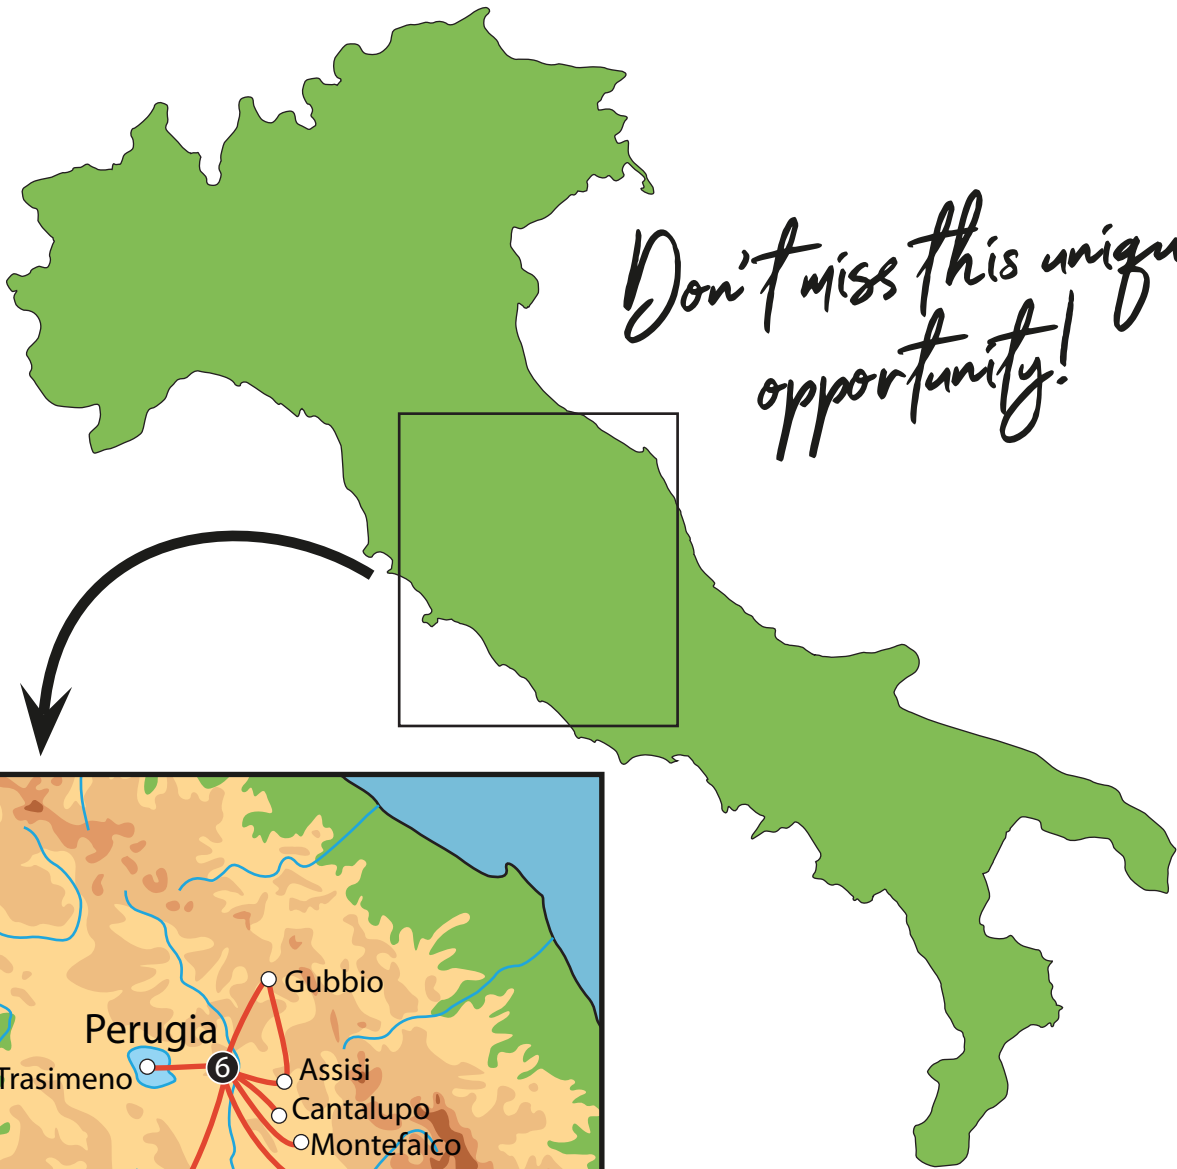 Don't miss this uniqu
opportunity!
Gubbio
Perugia
6
Trasimeno
Assisi
Cantalupo
Montefalco